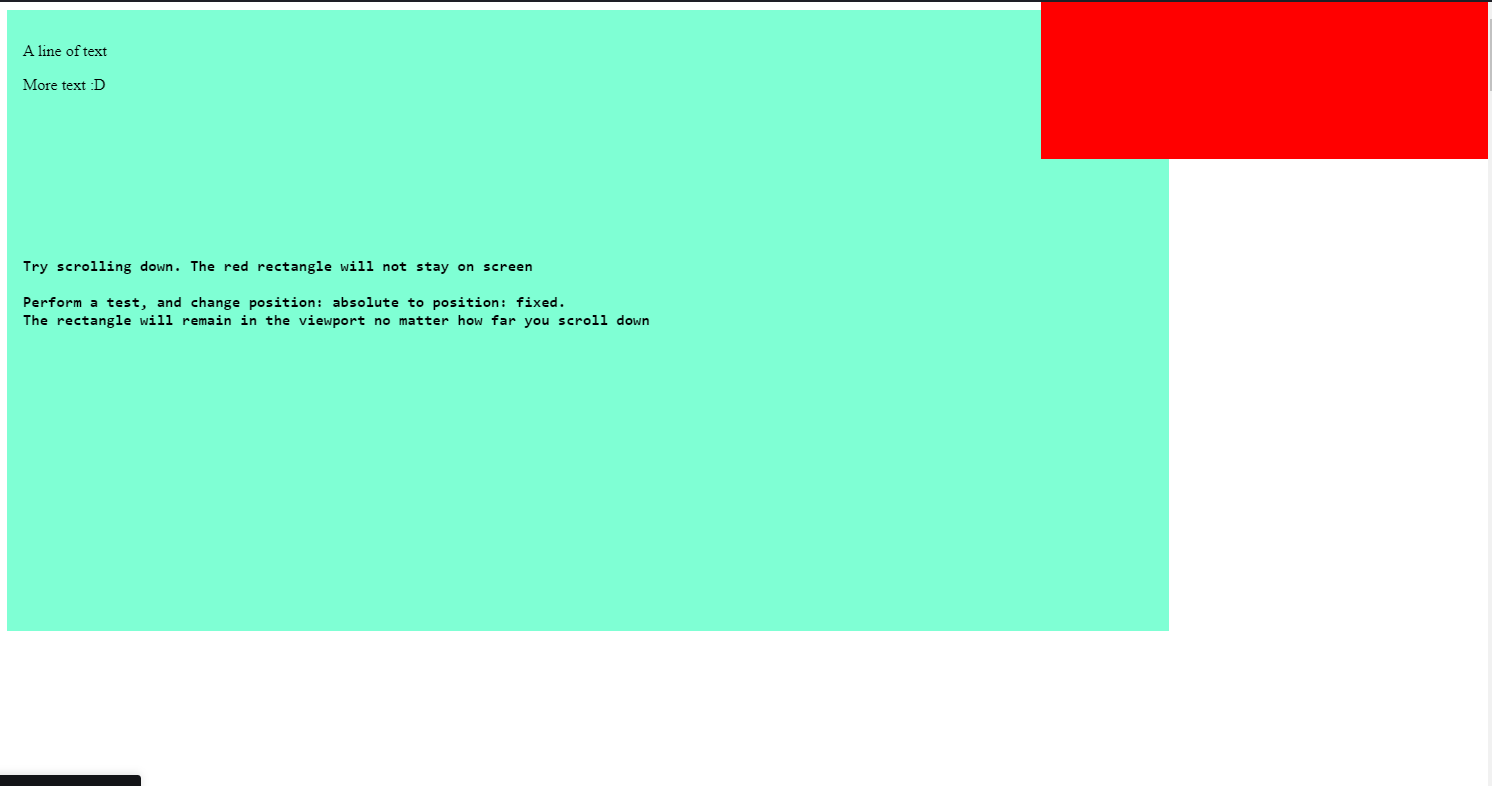 A line of text
More text :D
Try scrolling down. The red rectangle will not stay on screen
Perform a test, and change position: absolute to position: fixed.
The rectangle will remain in the viewport no matter how far you scroll down